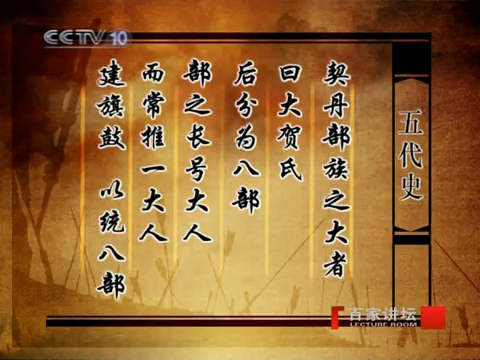 CCTV 10
五代史
契丹部族之大者
曰大贺氏
后分为八部
部之长号大人
而常推一大人
建旗鼓 以统八部
百家讲坛
LECTURE ROOM